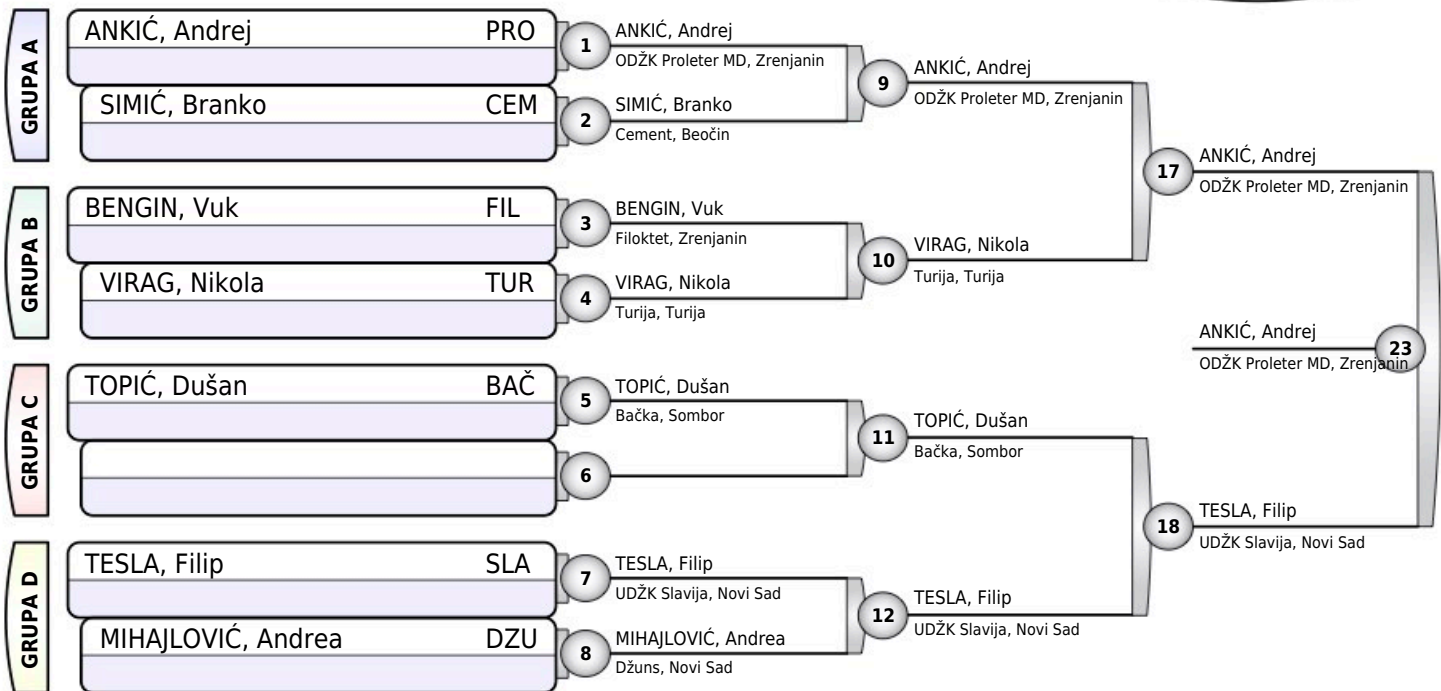 GRUPA A
ANKIĆ, Andrej PRO
SIMIĆ, Branko CEM
1
ANKIĆ, Andrej
ODŽK Proleter MD, Zrenjanin
2
SIMIĆ, Branko
Cement, Beočin
9
ANKIĆ, Andrej
ODŽK Proleter MD, Zrenjanin
GRUPA B
BENGIN, Vuk FIL
VIRAG, Nikola TUR
3
BENGIN, Vuk
Filoktet, Zrenjanin
4
VIRAG, Nikola
Turija, Turija
10
VIRAG, Nikola
Turija, Turija
17
ANKIĆ, Andrej
ODŽK Proleter MD, Zrenjanin
GRUPA C
TOPIĆ, Dušan BAČ
5
TOPIĆ, Dušan
Bačka, Sombor
6
11
TOPIĆ, Dušan
Bačka, Sombor
GRUPA D
TESLA, Filip SLA
MIHAJLOVIĆ, Andrea DZU
7
TESLA, Filip
UDŽK Slavija, Novi Sad
8
MIHAJLOVIĆ, Andrea
Džuns, Novi Sad
12
TESLA, Filip
UDŽK Slavija, Novi Sad
18
TESLA, Filip
UDŽK Slavija, Novi Sad
ANKIĆ, Andrej
ODŽK Proleter MD, Zrenjanin
23